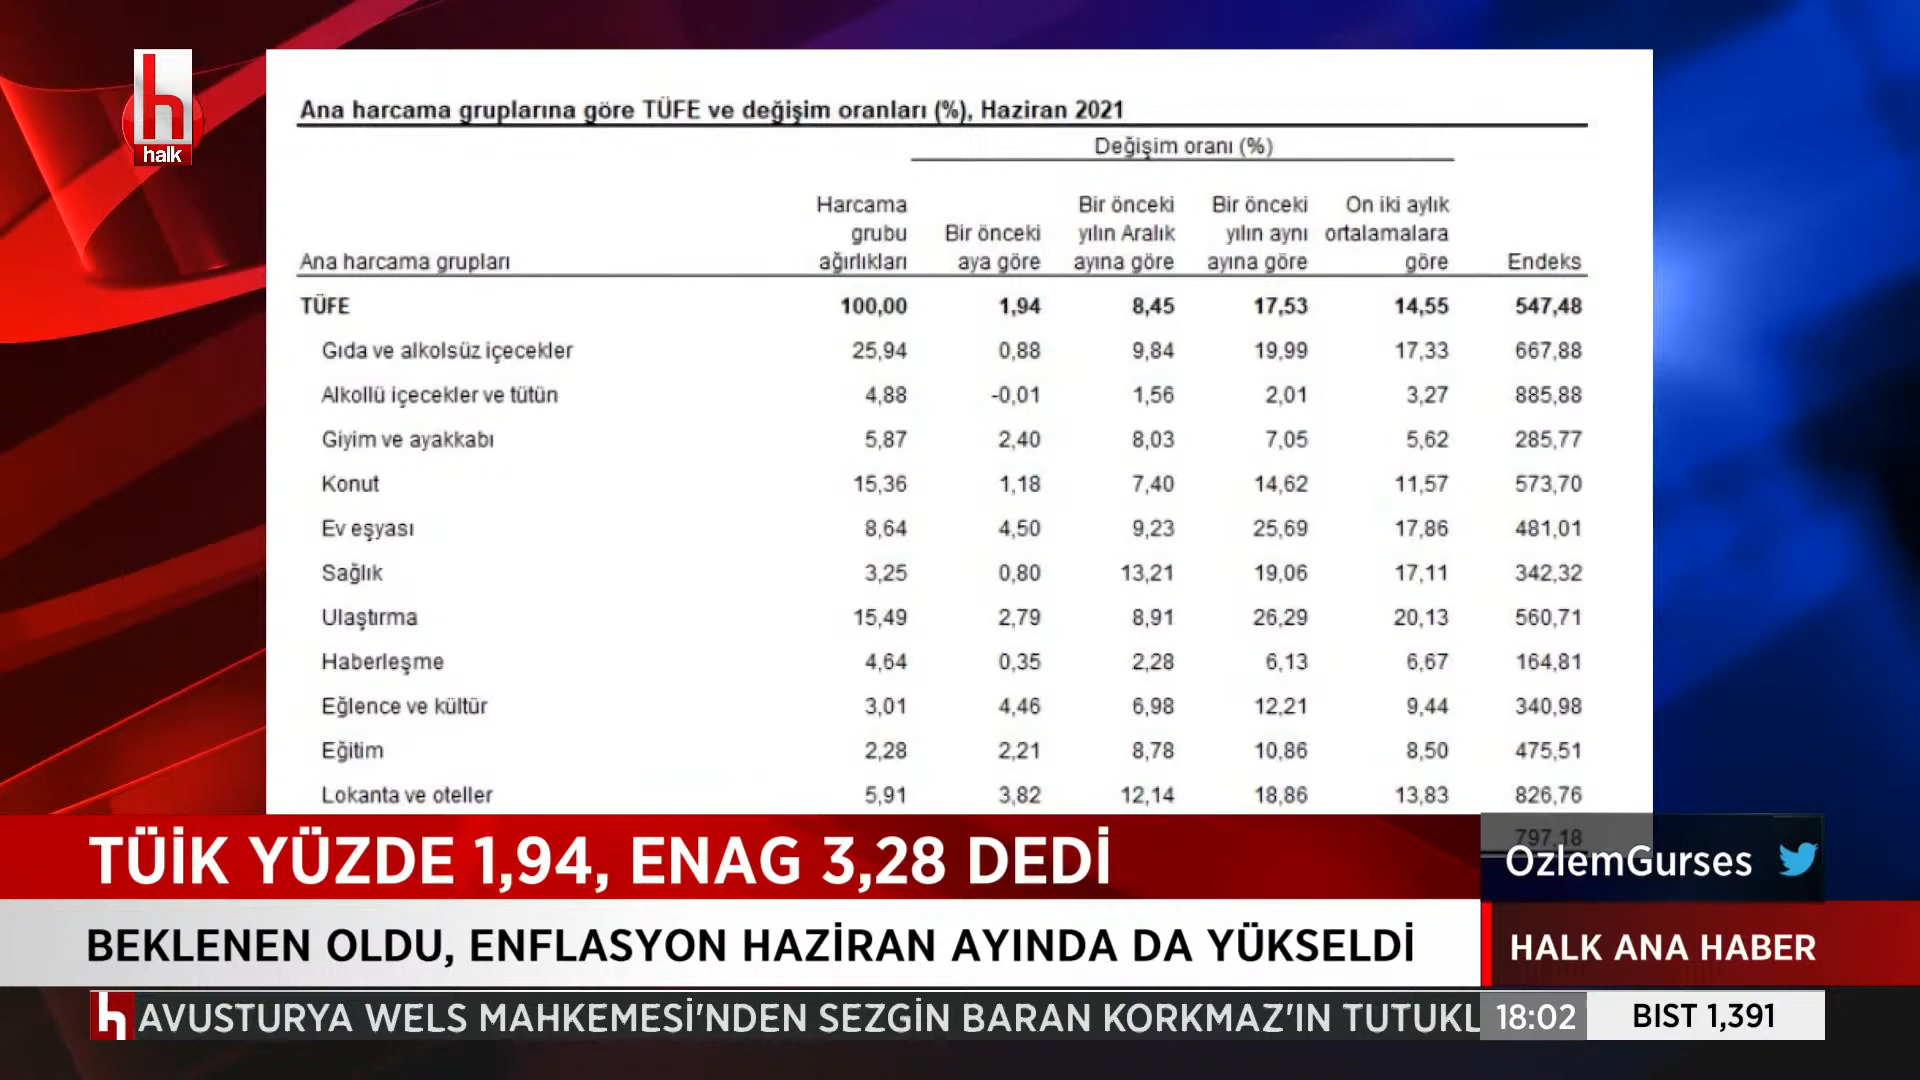 h
halk
Ana harcama gruplarına göre TÜFE ve değişim oranları (%), Haziran 2021
Değişim oranı (%)
Ana harcama grupları Harcama grubu ağırlıkları Bir önceki aya göre Bir önceki yılın Aralık ayına göre Bir önceki yılın aynı ayına göre On iki aylık ortalamalara göre Endeks
TÜFE 100,00 1,94 8,45 17,53 14,55 547,48
Gıda ve alkolsüz içecekler 25,94 0,88 9,84 19,99 17,33 667,88
Alkollü içecekler ve tütün 4,88 -0,01 1,56 2,01 3,27 885,88
Giyim ve ayakkabı 5,87 2,40 8,03 7,05 5,62 285,77
Konut 15,36 1,18 7,40 14,62 11,57 573,70
Ev eşyası 8,64 4,50 9,23 25,69 17,86 481,01
Sağlık 3,25 0,80 13,21 19,06 17,11 342,32
Ulaştırma 15,49 2,79 8,91 26,29 20,13 560,71
Haberleşme 4,64 0,35 2,28 6,13 6,67 164,81
Eğlence ve kültür 3,01 4,46 6,98 12,21 9,44 340,98
Eğitim 2,28 2,21 8,78 10,86 8,50 475,51
Lokanta ve oteller 5,91 3,82 12,14 18,86 13,83 826,76
797,18
TÜİK YÜZDE 1,94, ENAG 3,28 DEDİ
OzlemGurses
BEKLENEN OLDU, ENFLASYON HAZİRAN AYINDA DA YÜKSELDİ
HALK ANA HABER
h AVUSTURYA WELS MAHKEMESİ'NDEN SEZGİN BARAN KORKMAZ'IN TUTUKL
18:02 BIST 1,391